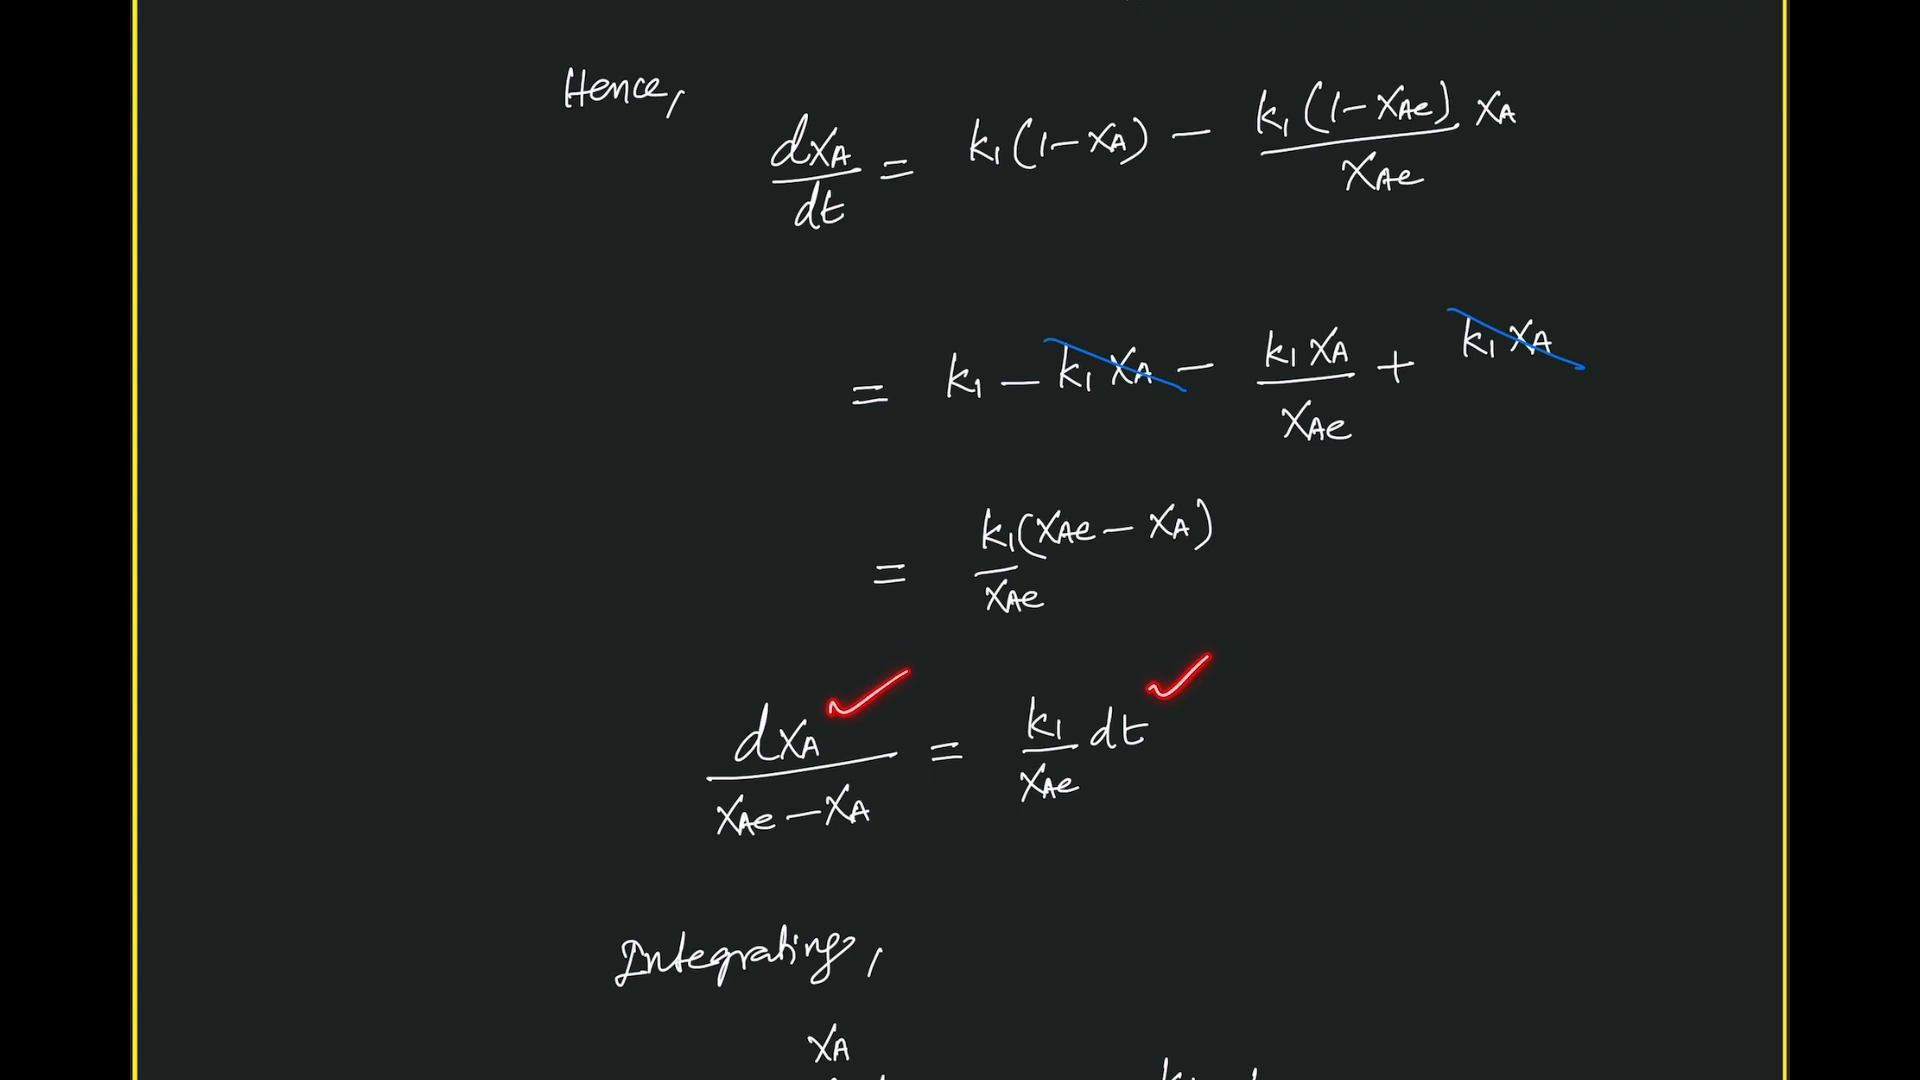 Hence,
dXA/dt = k1(1-XA) - k1(1-XAe)/XAe XA
= k1 - k1XA - k1XA/XAe + k1XA
= k1/XAe (XAe - XA)
dXA/(XAe-XA) = k1/XAe dt
Integrating,
XA